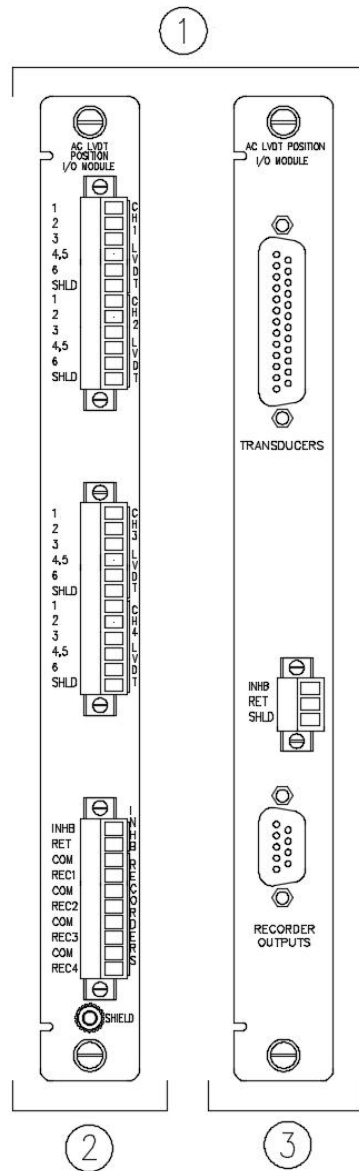 1
AC LVDT
POSITION
I/O MODULE
1
2
3
4,5
6
SHLD
1
2
3
4,5
6
SHLD
CH1 LVDT
CH2 LVDT
1
2
3
4,5
6
SHLD
1
2
3
4,5
6
SHLD
CH3 LVDT
CH4 LVDT
INHB
RET
COM
REC1
COM
REC2
COM
REC3
COM
REC4
INHB
RECORDERS
SHIELD
2
AC LVDT POSITION
I/O MODULE
TRANSDUCERS
INHB
RET
SHLD
RECORDER
OUTPUTS
3